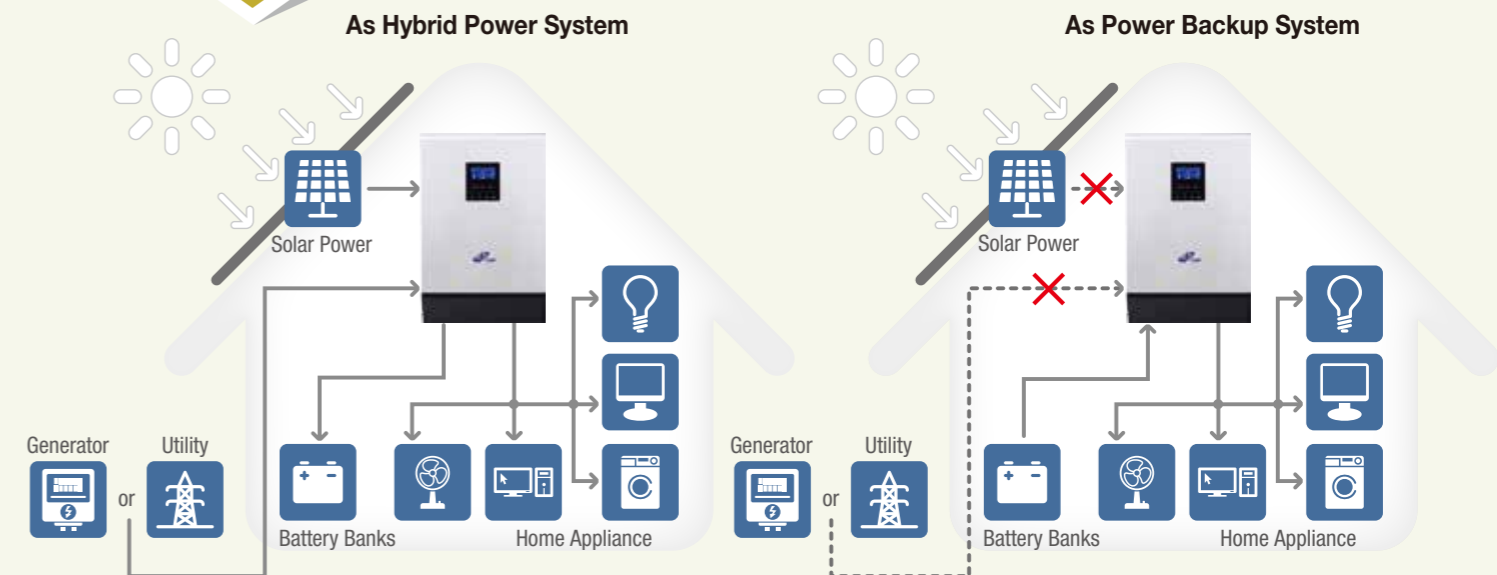 As Hybrid Power System
Solar Power
Generator
or
Utility
Battery Banks
Home Appliance
As Power Backup System
Solar Power
Generator
or
Utility
Battery Banks
Home Appliance